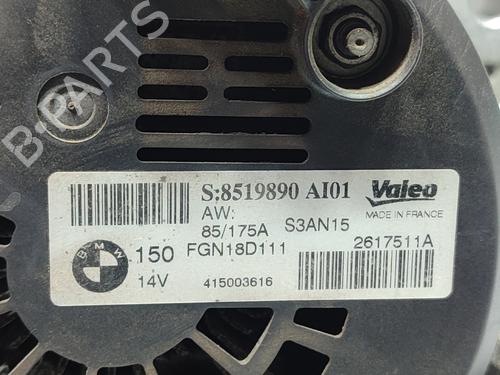 B-PARTS
S:8519890 AI01 Valeo
AW:
85/175A S3AN15 MADE IN FRANCE
BMW 150 FGN18D111 2617511A
14V 415003616